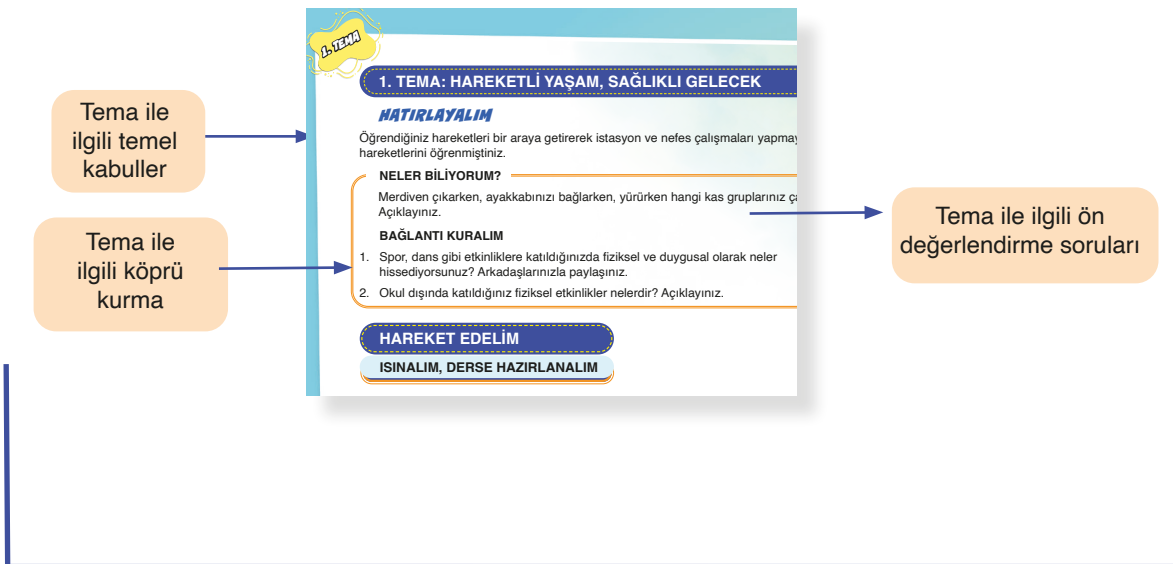 1. TEMA
1. TEMA: HAREKETLİ YAŞAM, SAĞLIKLI GELECEK
HATIRLAYALIM
Öğrendiğiniz hareketleri bir araya getirerek istasyon ve nefes çalışmaları
hareketlerini öğrenmiştiniz.
NELER BİLİYORUM?
Merdiven çıkarken, ayakkabınızı bağlarken, yürürken hangi kas gruplarınız
Açıklayınız.
BAĞLANTI KURALIM
1. Spor, dans gibi etkinliklere katıldığınızda fiziksel ve duygusal olarak neler
hissediyorsunuz? Arkadaşlarınızla paylaşınız.
2. Okul dışında katıldığınız fiziksel etkinlikler nelerdir? Açıklayınız.
HAREKET EDELİM
ISINALIM, DERSE HAZIRLANALIM
Tema ile
ilgili temel
kabuller
Tema ile
ilgili köprü
kurma
Tema ile ilgili ön
değerlendirme soruları